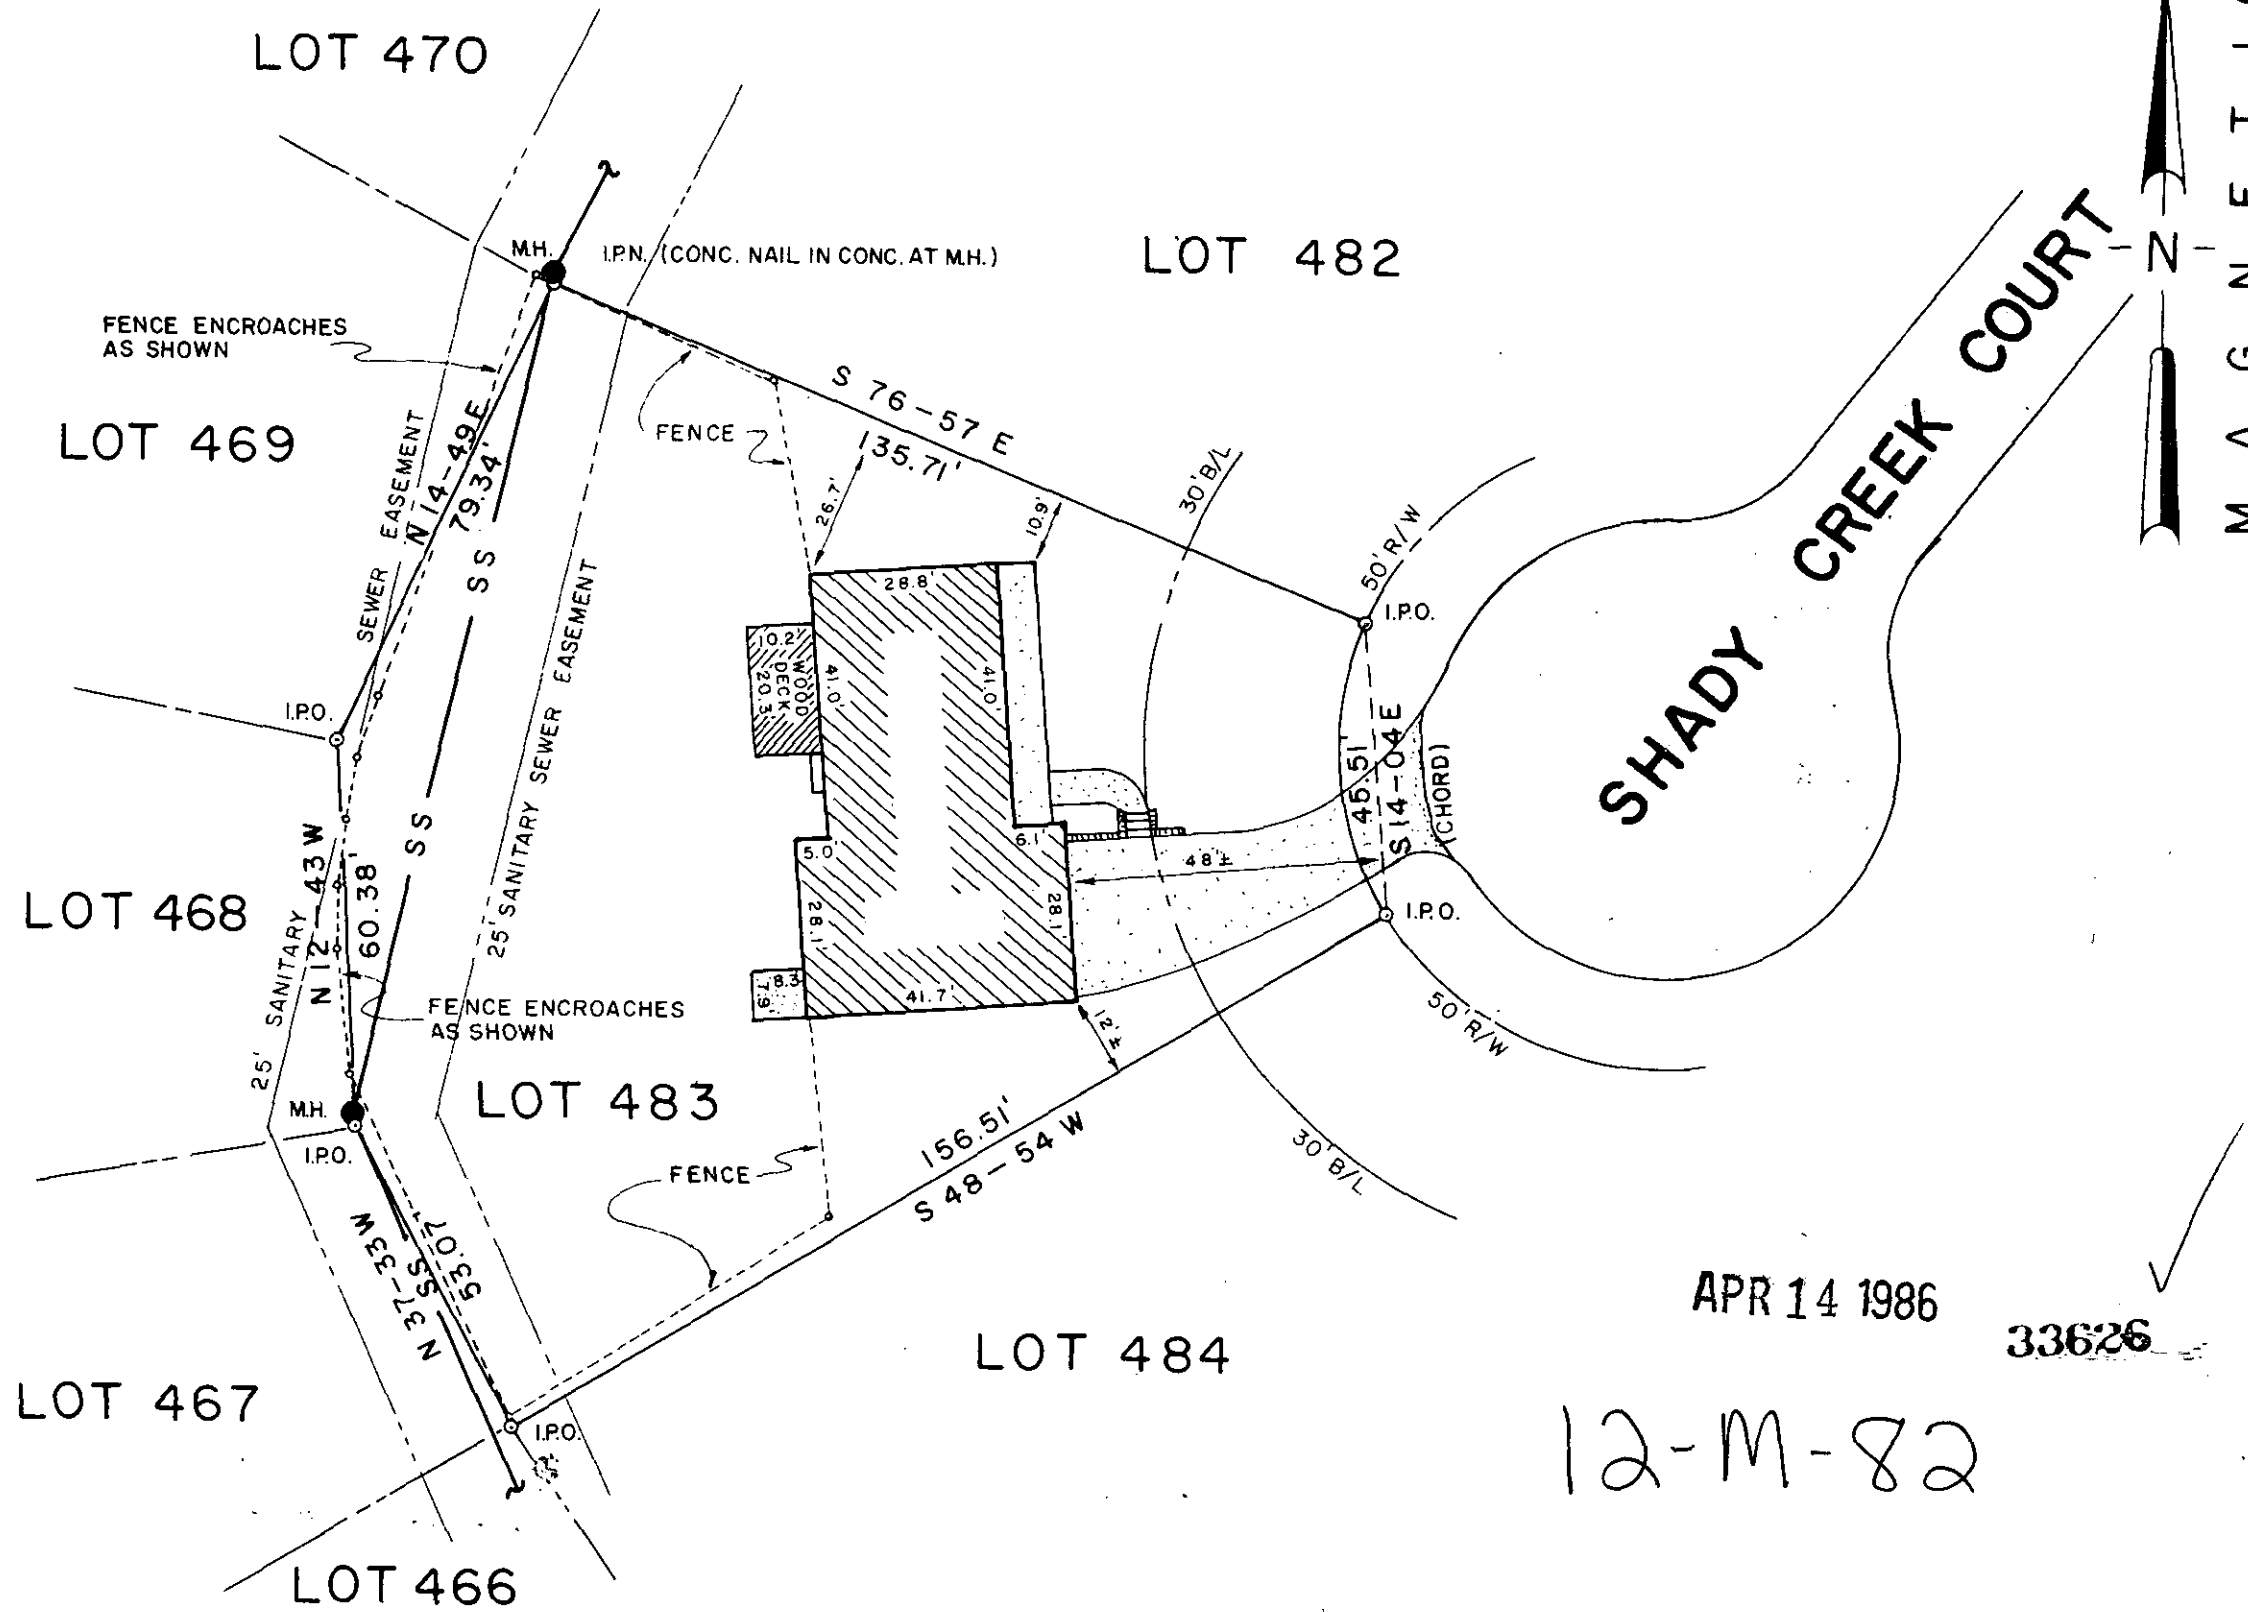 LOT 470
M.H.
I.P.N. (CONC. NAIL IN CONC. AT M.H.)
LOT 482
N
MAGNETIC
FENCE ENCROACHES
AS SHOWN
LOT 469
SEWER EASEMENT
N 14-49 E
79.34'
SS
FENCE
S 76-57 E
135.71'
26.7'
10.9'
30' B/L
50' R/W
I.P.O.
SHADY CREEK COURT
28.8'
10.2'
WOOD
DECK
20.3'
41.0'
41.0'
25' SANITARY SEWER EASEMENT
I.P.O.
45.51'
S 14-04 E
(CHORD)
5.0'
6.1'
48'±
28.1'
28.1'
I.P.O.
LOT 468
25' SANITARY
N 12-43 W
60.38'
SS
FENCE ENCROACHES
AS SHOWN
8.3'
7.9'
41.7'
12'±
50' R/W
M.H.
I.P.O.
LOT 483
FENCE
156.51'
S 48-54 W
30' B/L
N 37-33 W
SS
53.07'
LOT 467
I.P.O.
LOT 484
APR 14 1986
33626
12-M-82
LOT 466